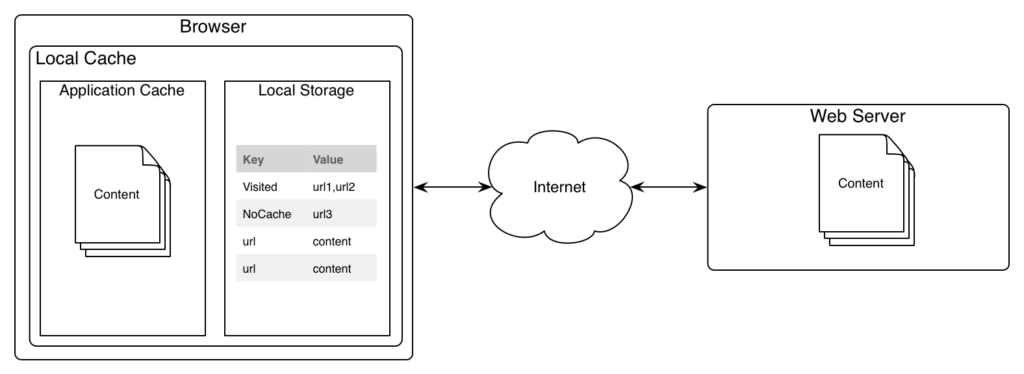 Browser
Local Cache
Application Cache
Content
Local Storage
Key Value
Visited url1,url2
NoCache url3
url content
url content
Internet
Web Server
Content